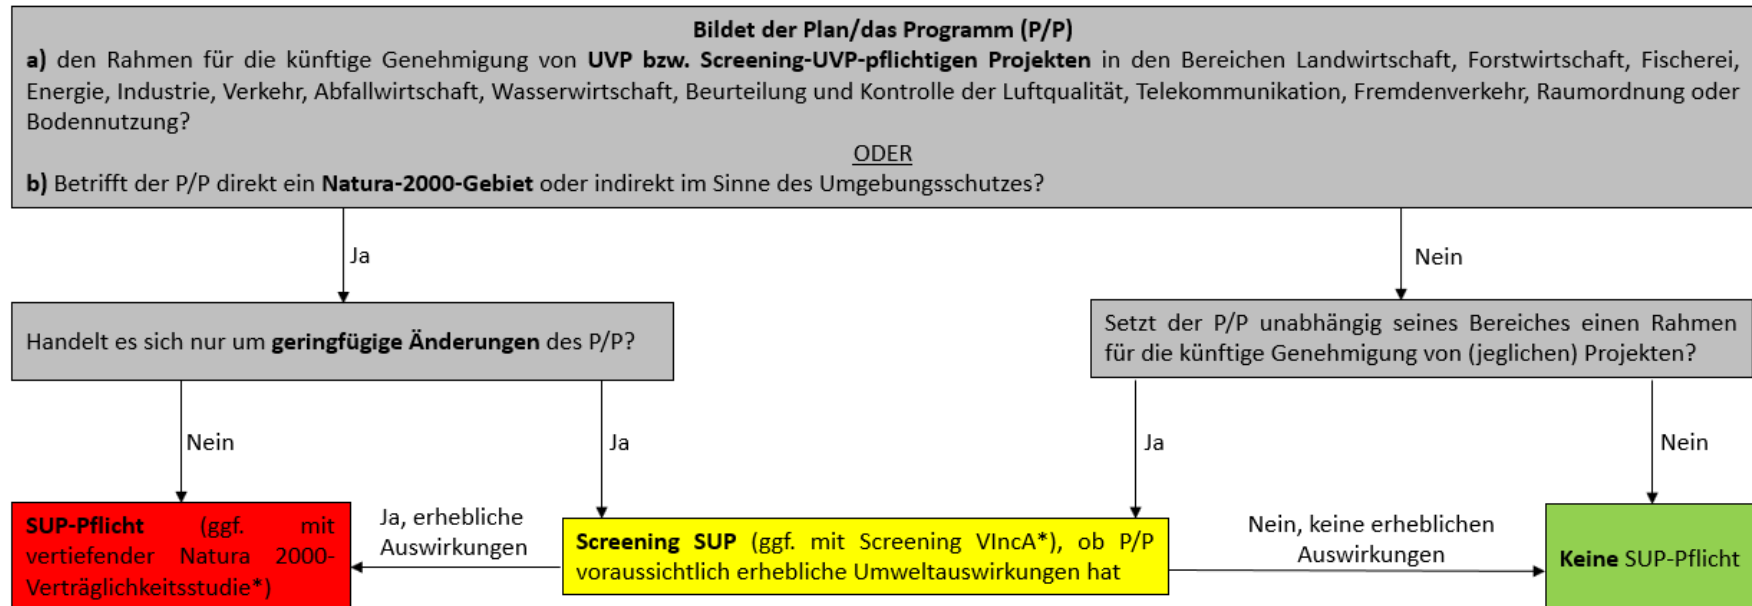 Bildet der Plan/das Programm (P/P)
a) den Rahmen für die künftige Genehmigung von UVP bzw. Screening-UVP-pflichtigen Projekten in den Bereichen Landwirtschaft, Forstwirtschaft, Fischerei,
Energie, Industrie, Verkehr, Abfallwirtschaft, Wasserwirtschaft, Beurteilung und Kontrolle der Luftqualität, Telekommunikation, Fremdenverkehr, Raumordnung oder
Bodennutzung?
ODER
b) Betrifft der P/P direkt ein Natura-2000-Gebiet oder indirekt im Sinne des Umgebungsschutzes?
Ja
Nein
Handelt es sich nur um geringfügige Änderungen des P/P?
Setzt der P/P unabhängig seines Bereiches einen Rahmen
für die künftige Genehmigung von (jeglichen) Projekten?
Nein
Ja
Ja
Nein
SUP-Pflicht (ggf. mit
vertiefender Natura 2000-
Verträglichkeitsstudie*)
Ja, erhebliche
Auswirkungen
Screening SUP (ggf. mit Screening VIncA*), ob P/P
voraussichtlich erhebliche Umweltauswirkungen hat
Nein, keine erheblichen
Auswirkungen
Keine SUP-Pflicht